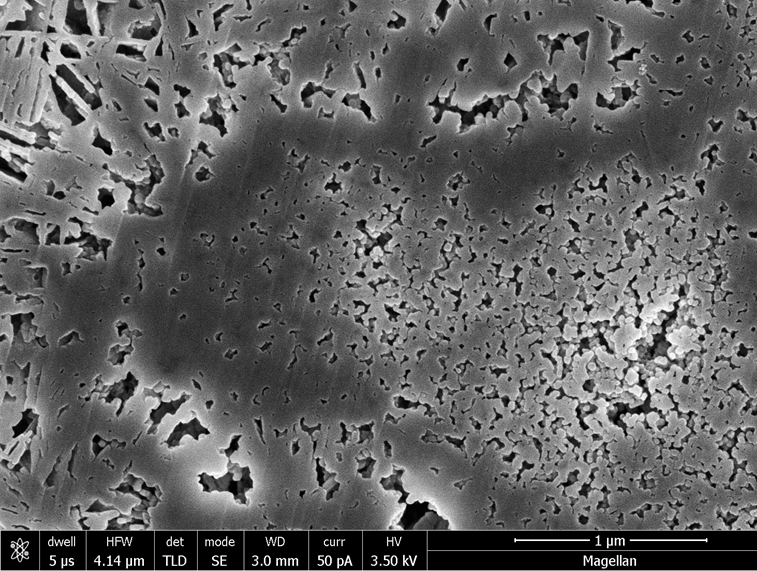 dwell HFW det mode WD curr HV 1 µm
5 µs 4.14 µm TLD SE 3.0 mm 50 pA 3.50 kV Magellan